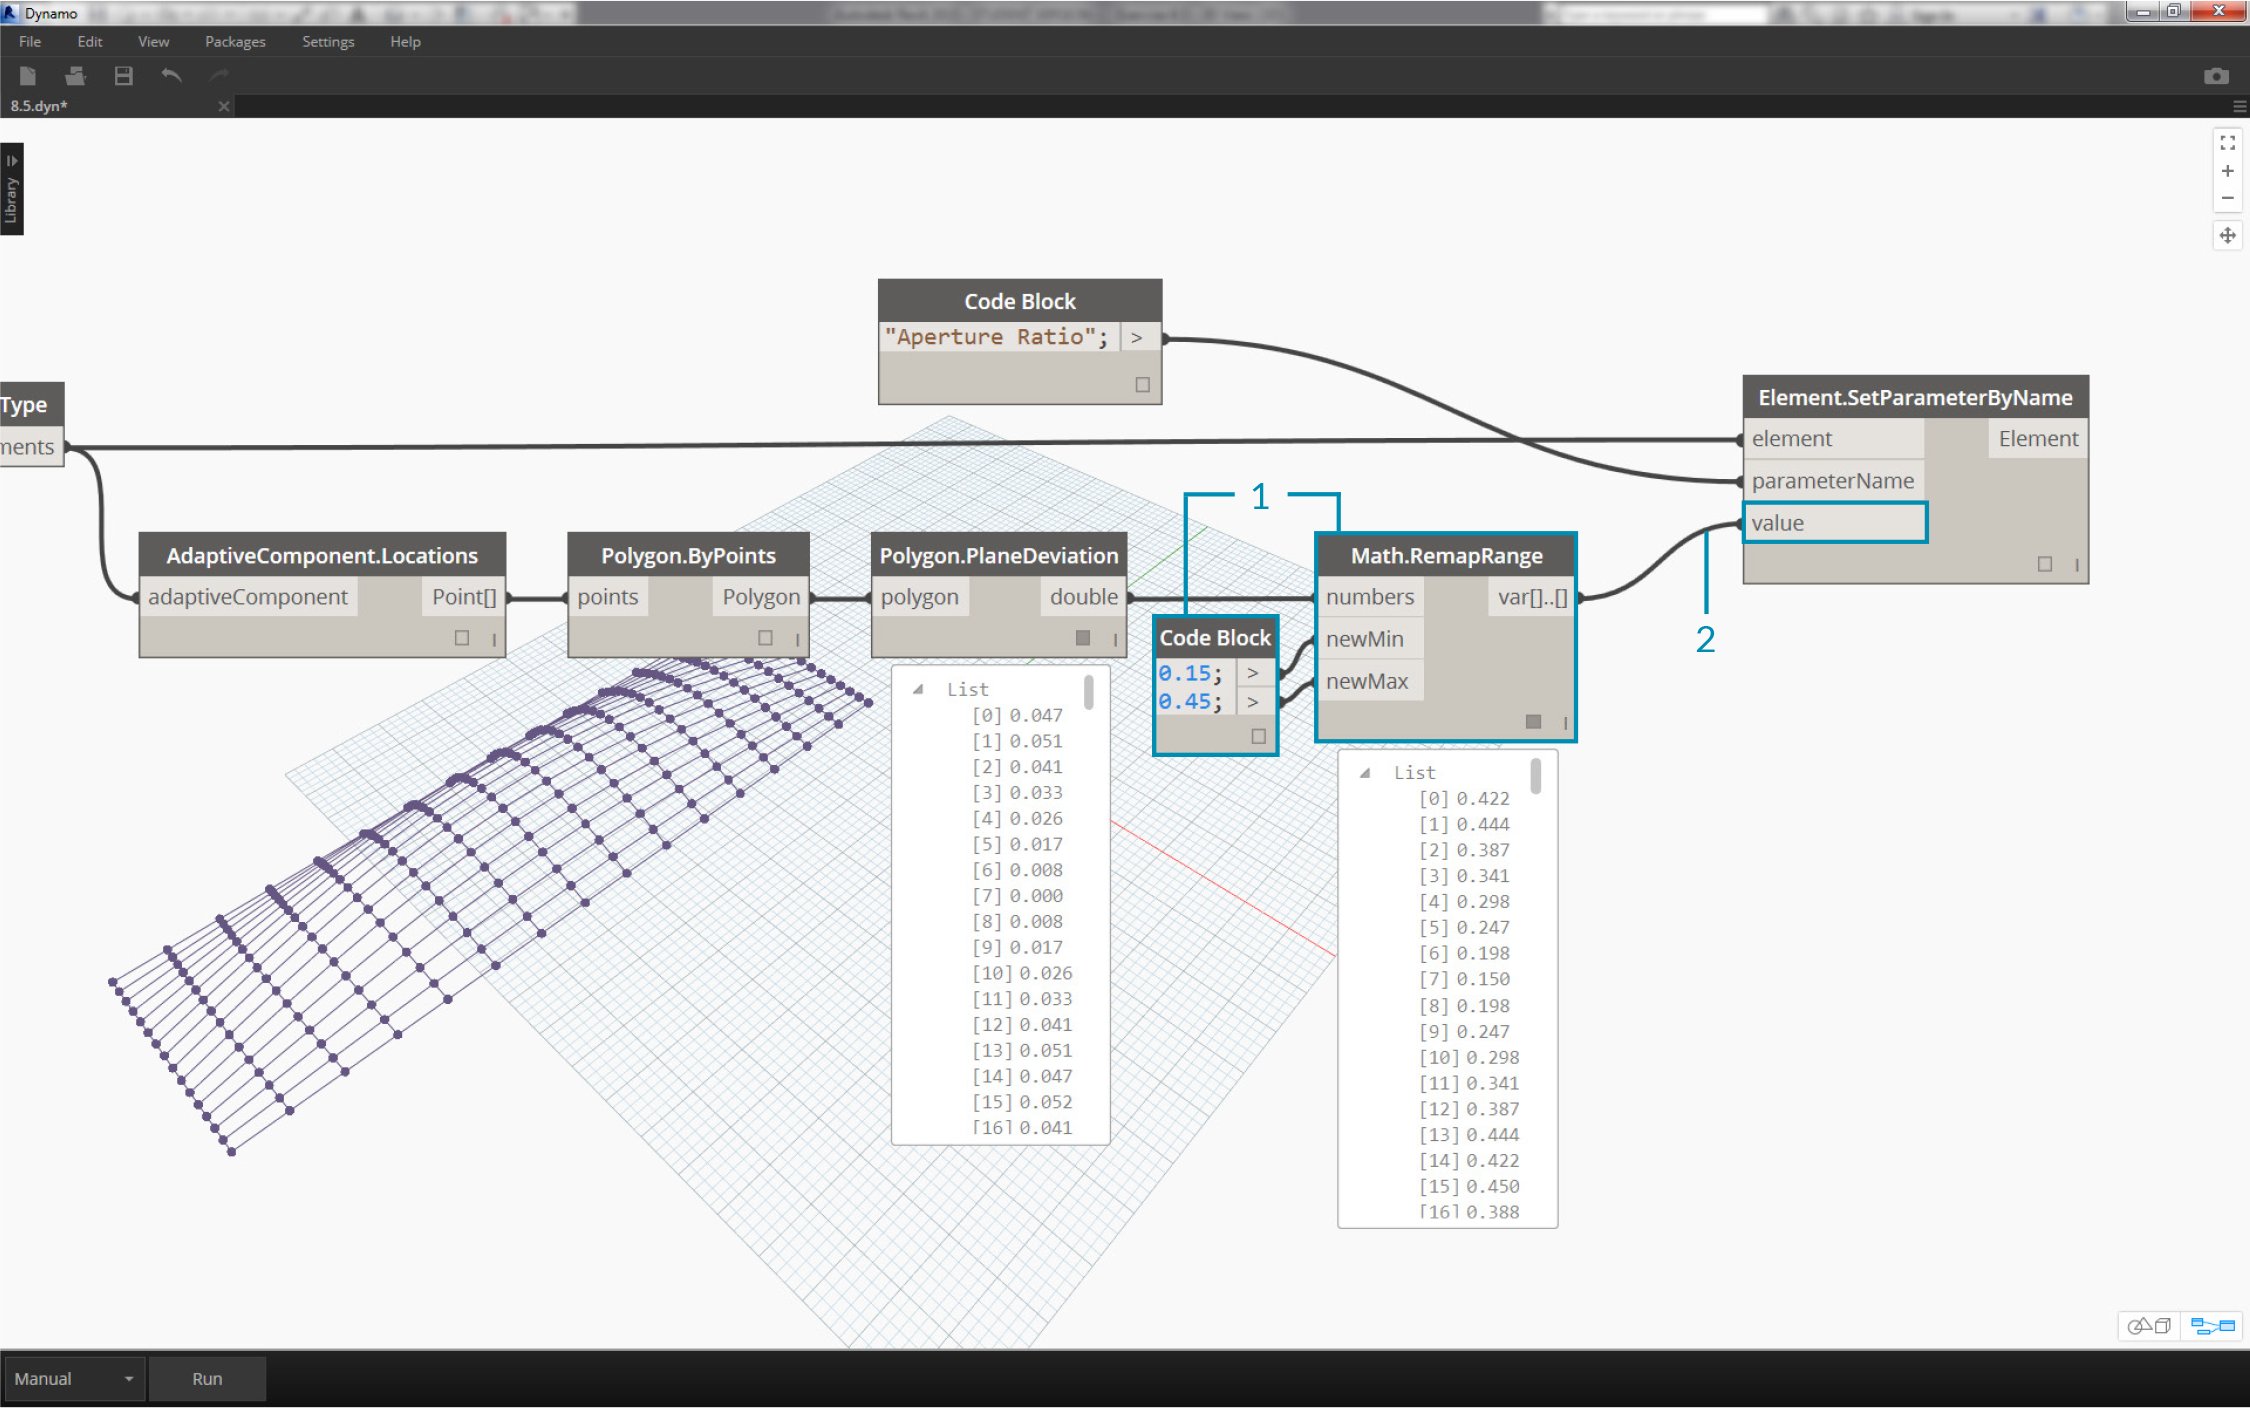 Dynamo
File Edit View Packages Settings Help
8.5.dyn*
Library
Code Block
"Aperture Ratio"; >
Type
ments
Element.SetParameterByName
element Element
parameterName
value
1
2
AdaptiveComponent.Locations
adaptiveComponent Point[]
Polygon.ByPoints
points Polygon
Polygon.PlaneDeviation
polygon double
Math.RemapRange
numbers var[]..[]
newMin
newMax
Code Block
0.15; >
0.45; >
List
[0] 0.047
[1] 0.051
[2] 0.041
[3] 0.033
[4] 0.026
[5] 0.017
[6] 0.008
[7] 0.000
[8] 0.008
[9] 0.017
[10] 0.026
[11] 0.033
[12] 0.041
[13] 0.051
[14] 0.047
[15] 0.052
[16] 0.041
List
[0] 0.422
[1] 0.444
[2] 0.387
[3] 0.341
[4] 0.298
[5] 0.247
[6] 0.198
[7] 0.150
[8] 0.198
[9] 0.247
[10] 0.298
[11] 0.341
[12] 0.387
[13] 0.444
[14] 0.422
[15] 0.450
[16] 0.388
Manual Run